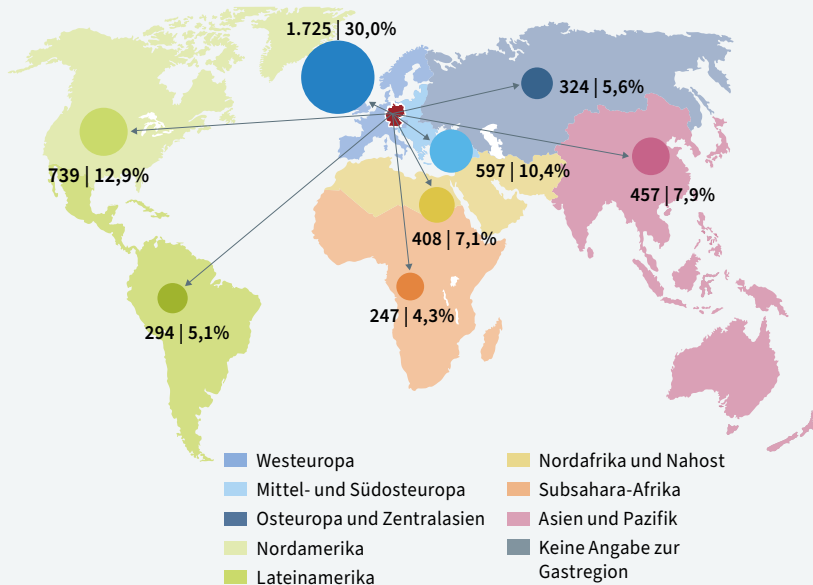 1.725 | 30,0%
324 | 5,6%
739 | 12,9%
597 | 10,4%
457 | 7,9%
408 | 7,1%
247 | 4,3%
294 | 5,1%
Westeuropa
Mittel- und Südosteuropa
Osteuropa und Zentralasien
Nordamerika
Lateinamerika
Nordafrika und Nahost
Subsahara-Afrika
Asien und Pazifik
Keine Angabe zur
Gastregion